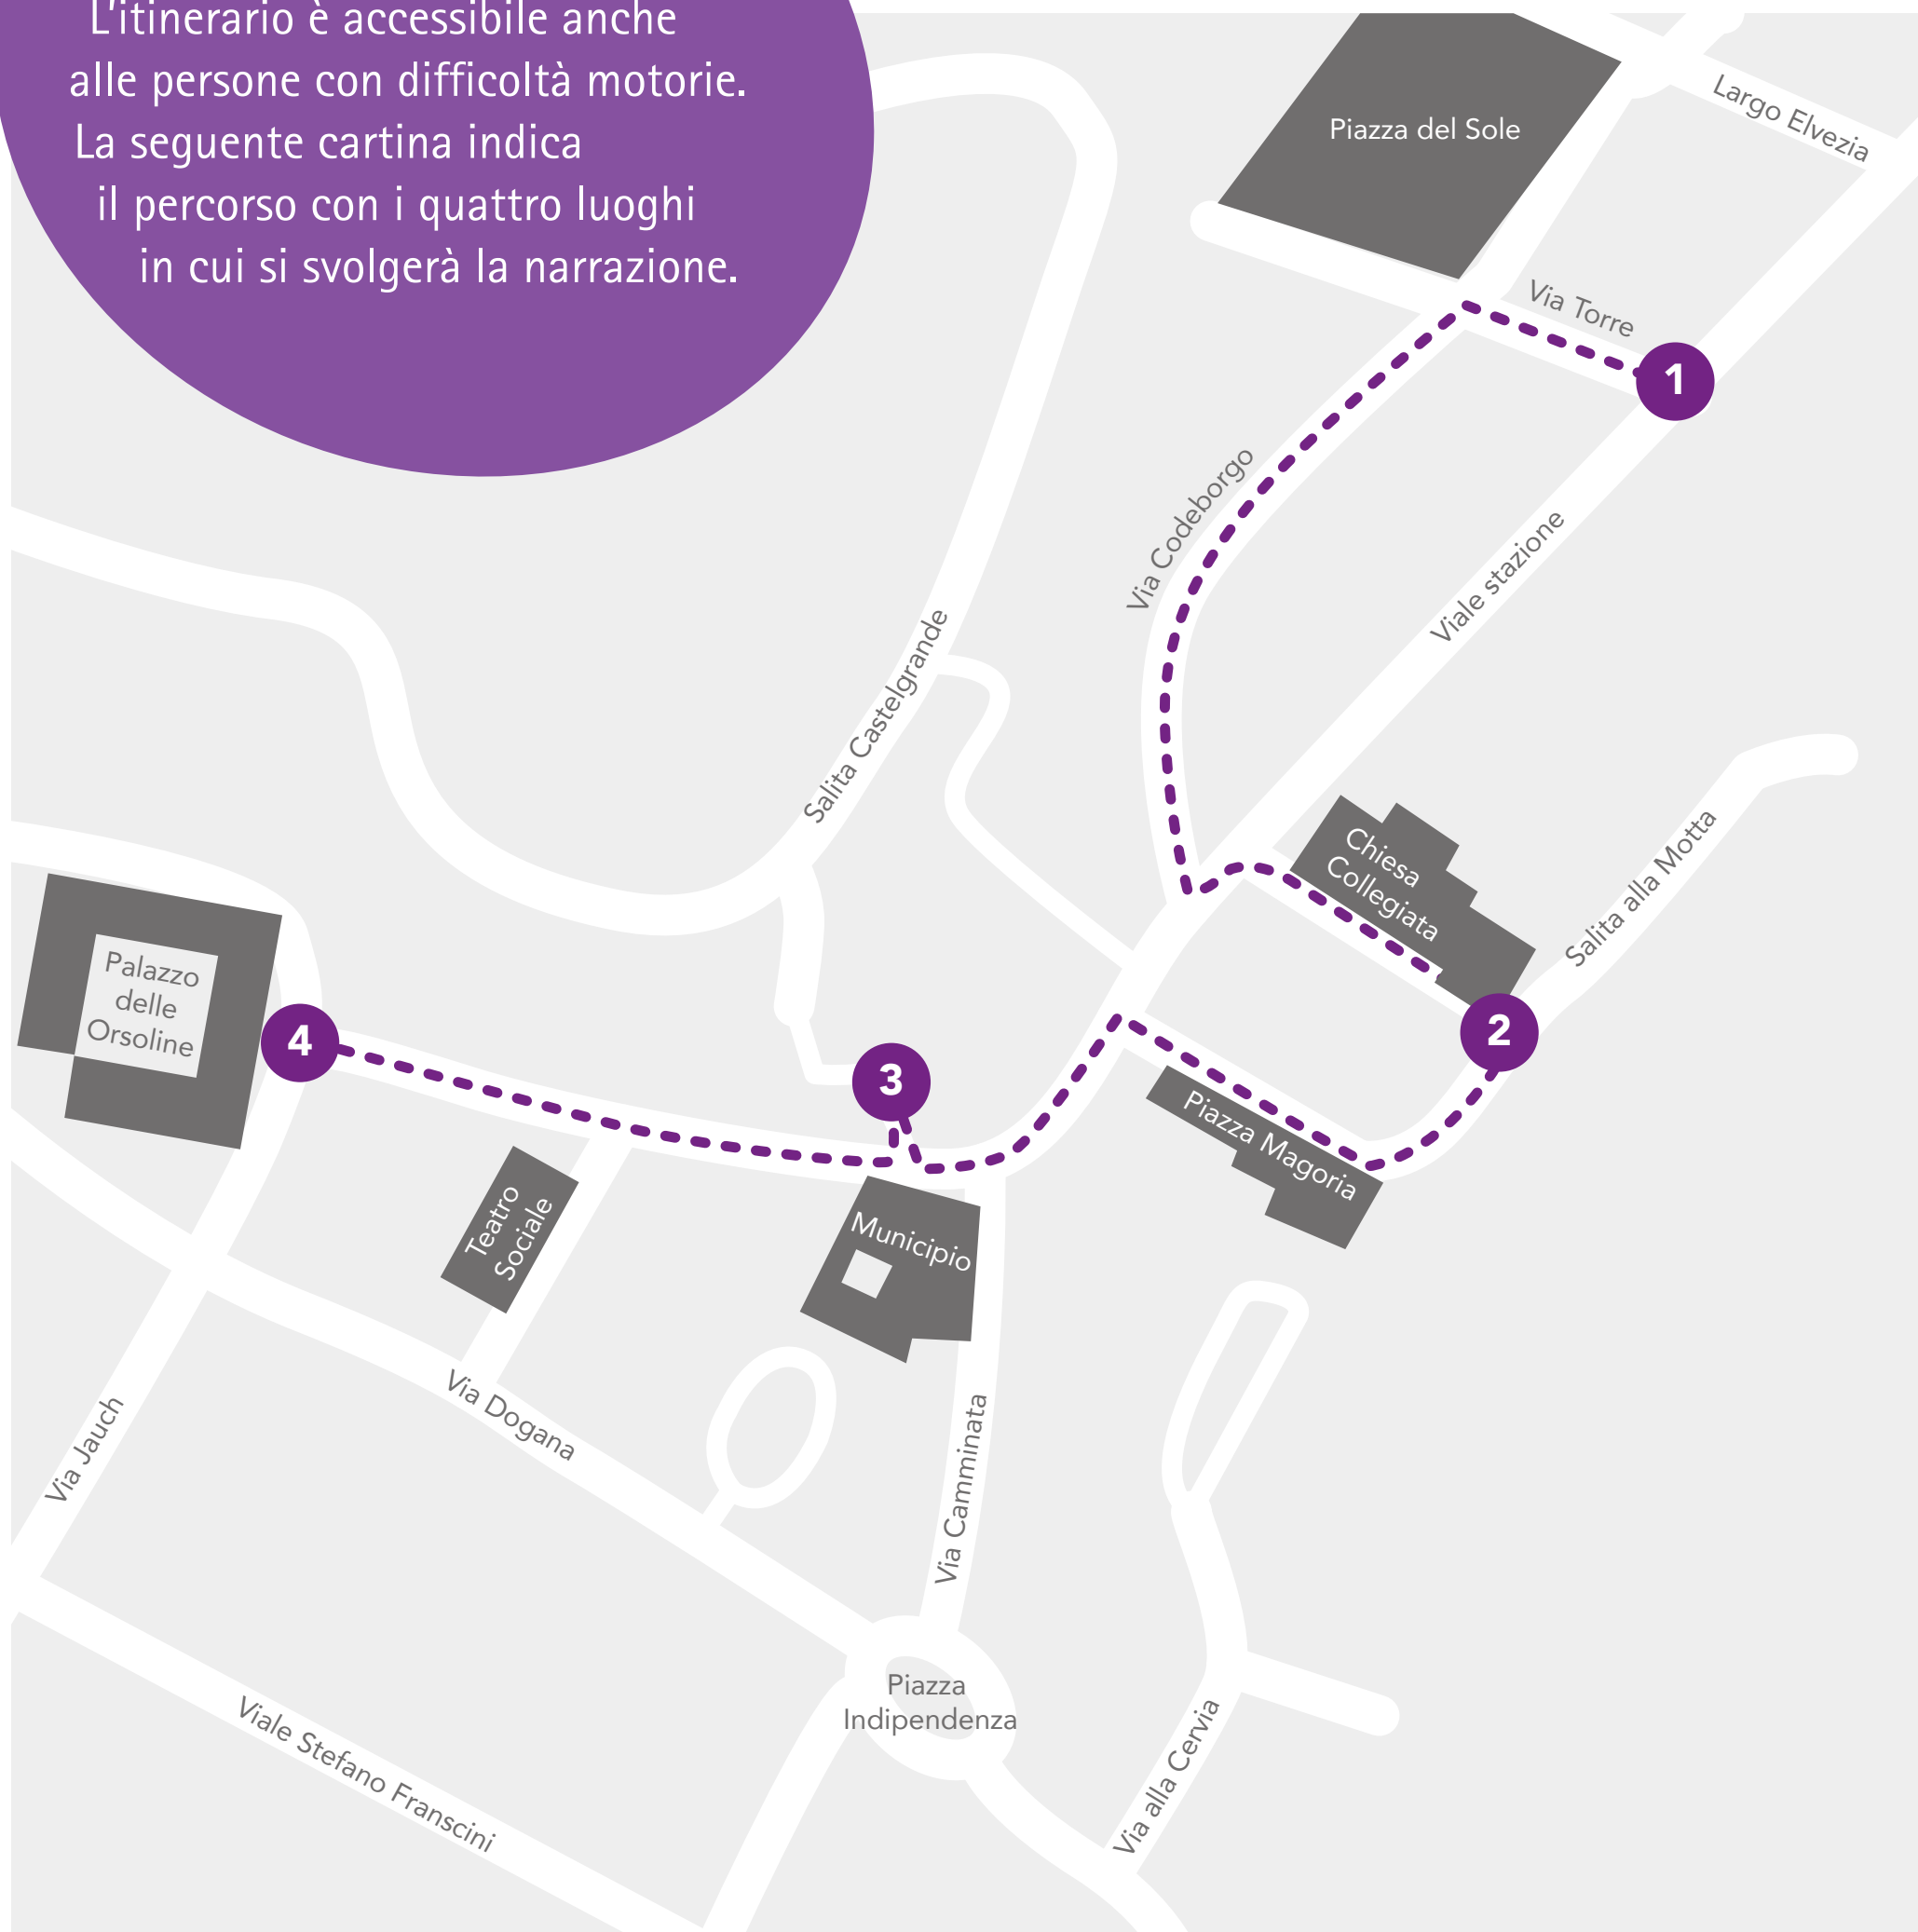 L'itinerario è accessibile anche
alle persone con difficoltà motorie.
La seguente cartina indica
il percorso con i quattro luoghi
in cui si svolgerà la narrazione.
Piazza del Sole
Largo Elvezia
Via Torre
1
Via Codeborgo
Viale stazione
Salita Castelgrande
Chiesa
Collegiata
Salita alla Motta
Palazzo
delle
Orsoline
4
3
2
Piazza Magoria
Teatro
Sociale
Municipio
Via Jauch
Via Dogana
Via Camminata
Piazza
Indipendenza
Viale Stefano Franscini
Via alla Cervia